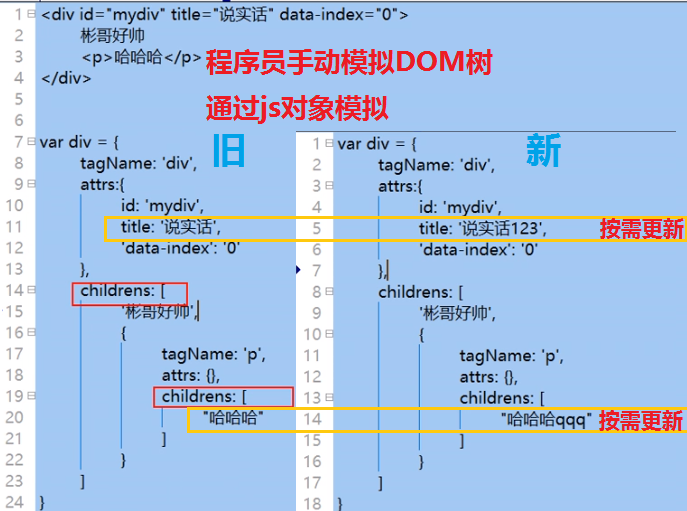 1 <div id="mydiv" title="说实话" data-index="0">
2 彬哥好帅
3 <p>哈哈哈</p>
4 </div>
5
6
程序员手动模拟DOM树
通过js对象模拟
旧
7 var div = {
8 tagName: 'div',
9 attrs:{
10 id: 'mydiv',
11 title: '说实话',
12 'data-index': '0'
13 },
14 childrens: [
15 '彬哥好帅',
16 {
17 tagName: 'p',
18 attrs: {},
19 childrens: [
20 "哈哈哈"
21 ]
22 }
23 ]
24 }
新
1 var div = {
2 tagName: 'div',
3 attrs:{
4 id: 'mydiv',
5 title: '说实话123', 按需更新
6 'data-index': '0'
7 },
8 childrens: [
9 '彬哥好帅',
10 {
11 tagName: 'p',
12 attrs: {},
13 childrens: [
14 "哈哈哈qqq" 按需更新
15 ]
16 }
17 ]
18 }